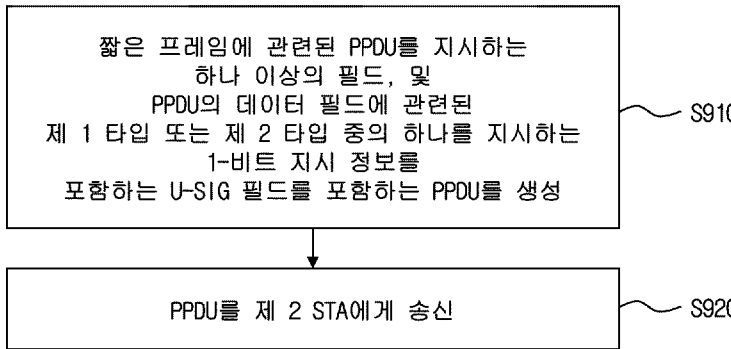 짧은 프레임에 관련된 PPDU를 지시하는
하나 이상의 필드, 및
PPDU의 데이터 필드에 관련된
제 1 타입 또는 제 2 타입 중의 하나를 지시하는
1-비트 지시 정보를
포함하는 U-SIG 필드를 포함하는 PPDU를 생성
S910
PPDU를 제 2 STA에게 송신
S920